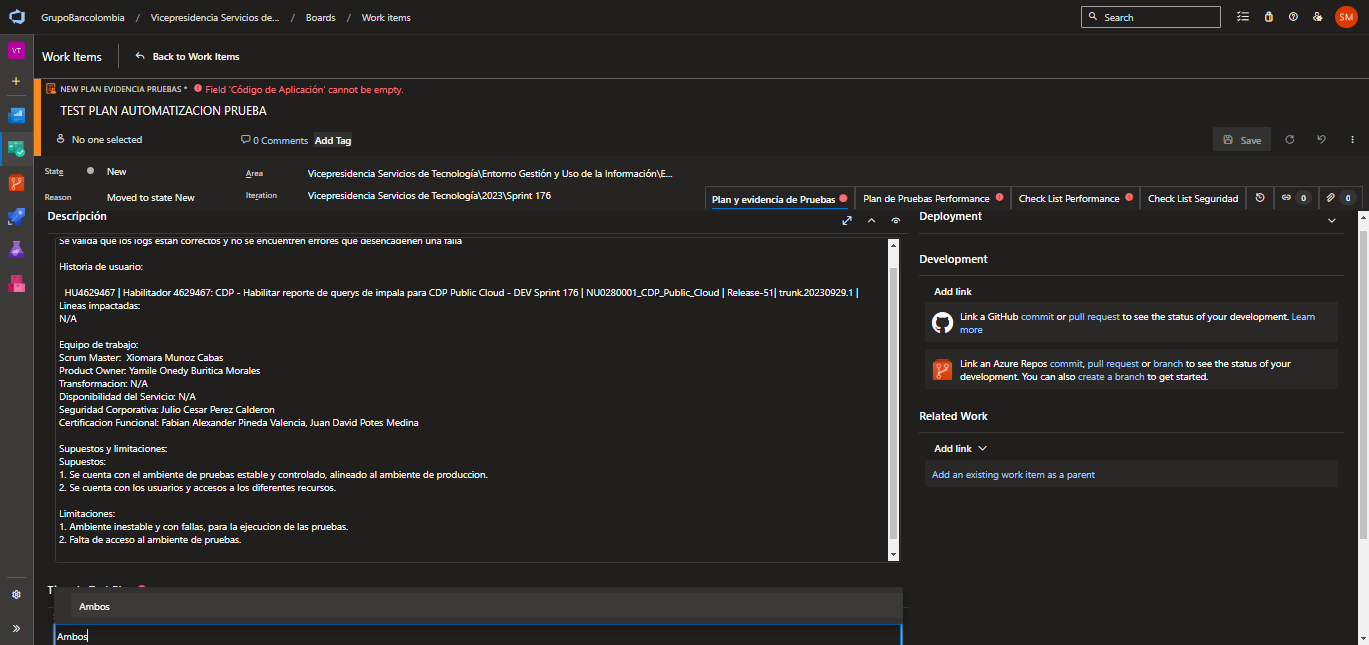 GrupoBancolombia / Vicepresidencia Servicios de... / Boards / Work items
Search
SM
VT
Work Items
Back to Work Items
NEW PLAN EVIDENCIA PRUEBAS * Field 'Código de Aplicación' cannot be empty.
TEST PLAN AUTOMATIZACION PRUEBA
No one selected
0 Comments
Add Tag
Save
State
New
Area
Vicepresidencia Servicios de Tecnología\Entorno Gestión y Uso de la Información\E...
Reason
Moved to state New
Iteration
Vicepresidencia Servicios de Tecnología\2023\Sprint 176
Plan y evidencia de Pruebas
Plan de Pruebas Performance
Check List Performance
Check List Seguridad
0
0
Descripción
Se valida que los logs estan correctos y no se encuentren errores que desencadenen una falla
Historia de usuario:
HU4629467 | Habilitador 4629467: CDP - Habilitar reporte de querys de impala para CDP Public Cloud - DEV Sprint 176 | NU0280001_CDP_Public_Cloud | Release-51| trunk.20230929.1 |
Lineas impactadas:
N/A
Equipo de trabajo:
Scrum Master: Xiomara Munoz Cabas
Product Owner: Yamile Onedy Buritica Morales
Transformacion: N/A
Disponibilidad del Servicio: N/A
Seguridad Corporativa: Julio Cesar Perez Calderon
Certificacion Funcional: Fabian Alexander Pineda Valencia, Juan David Potes Medina
Supuestos y limitaciones:
Supuestos:
1. Se cuenta con el ambiente de pruebas estable y controlado, alineado al ambiente de produccion.
2. Se cuenta con los usuarios y accesos a los diferentes recursos.
Limitaciones:
1. Ambiente inestable y con fallas, para la ejecucion de las pruebas.
2. Falta de acceso al ambiente de pruebas.
Ambos
Ambos
Deployment
Development
Add link
Link a GitHub commit or pull request to see the status of your development. Learn
more
Link an Azure Repos commit, pull request or branch to see the status of your
development. You can also create a branch to get started.
Related Work
Add link
Add an existing work item as a parent